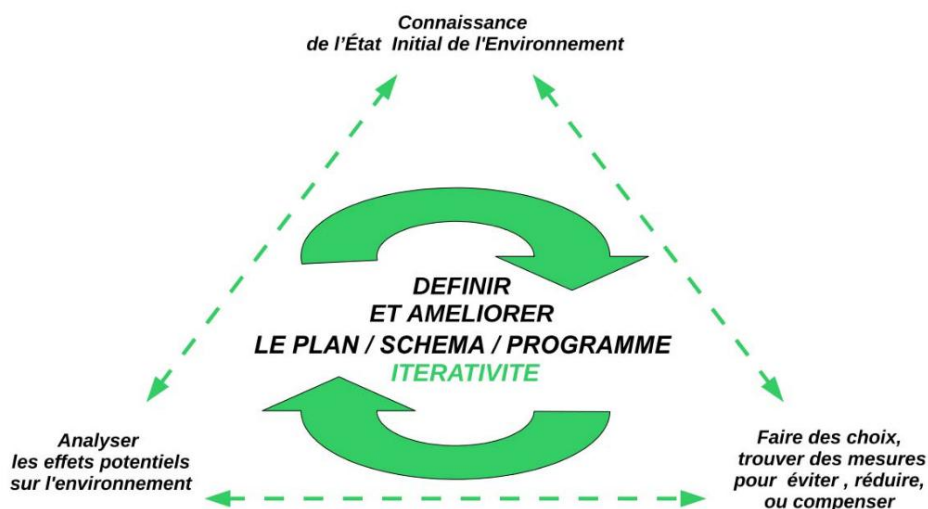 Connaissance
de l’État Initial de l'Environnement
DEFINIR
ET AMELIORER
LE PLAN / SCHEMA / PROGRAMME
ITERATIVITE
Analyser
les effets potentiels
sur l'environnement
Faire des choix,
trouver des mesures
pour éviter , réduire,
ou compenser